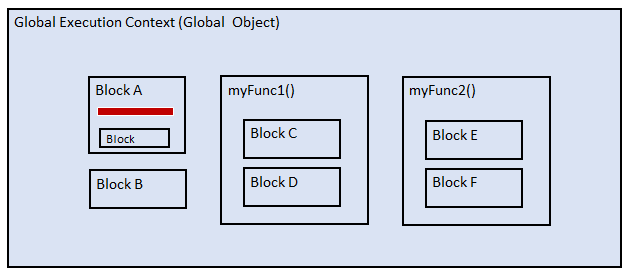 Global Execution Context (Global Object)
Block A
Block
Block B
myFunc1()
Block C
Block D
myFunc2()
Block E
Block F